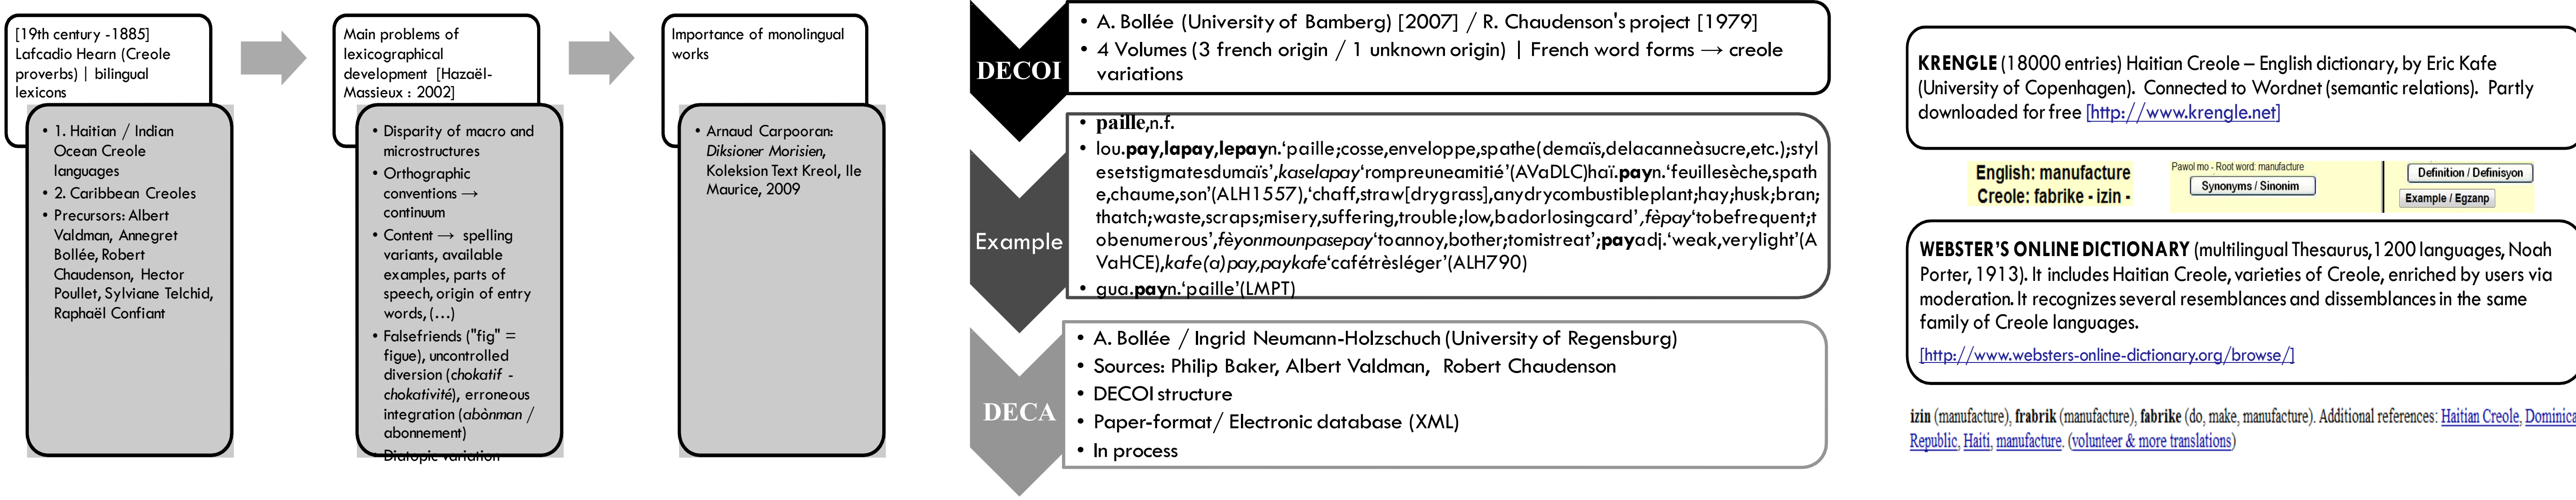 [19th century -1885]
Lafcadio Hearn (Creole
proverbs) | bilingual
lexicons
• 1. Haitian / Indian
Ocean Creole
languages
• 2. Caribbean Creoles
• Precursors: Albert
Valdman, Annegret
Bollée, Robert
Chaudenson, Hector
Poullet, Sylviane Telchid,
Raphaël Confiant
Main problems of
lexicographical
development [Hazaël-
Massieux : 2002]
• Disparity of macro and
microstructures
• Orthographic
conventions →
continuum
• Content → spelling
variants, available
examples, parts of
speech, origin of entry
words, (...)
• Falsefriends ("fig" =
figue), uncontrolled
diversion (chokatif -
chokativité), erroneous
integration (abònman /
abonnement)
• Diatopic variation
Importance of monolingual
works
• Arnaud Carpooran:
Diksioner Morisien,
Koleksion Text Kreol, Ile
Maurice, 2009
DECOI
• A. Bollée (University of Bamberg) [2007] / R. Chaudenson's project [1979]
• 4 Volumes (3 french origin / 1 unknown origin) | French word forms → creole
variations
Example
• paille,n.f.
• lou.pay,lapay,lepayn.‘paille;cosse,enveloppe,spathe(demaïs,delacanneàsucre,etc.);styl
esetstigmatesdumaïs’,kaselapay‘rompreuneamitié’(AVaDLC)haï.payn.‘feuillesèche,spath
e,chaume,son’(ALH1557),‘chaff,straw[drygrass],anydrycombustibleplant;hay;husk;bran;
thatch;waste,scraps;misery,suffering,trouble;low,badorlosingcard’,fèpay‘tobefrequent;t
obenumerous’,fèyonmounpasepay‘toannoy,bother;tomistreat’;payadj.‘weak,verylight’(A
VaHCE),kafe(a)pay,paykafe‘cafétrèsléger’(ALH790)
• gua.payn.‘paille’(LMPT)
DECA
• A. Bollée / Ingrid Neumann-Holzschuch (University of Regensburg)
• Sources: Philip Baker, Albert Valdman, Robert Chaudenson
• DECOI structure
• Paper-format/ Electronic database (XML)
• In process
KRENGLE (18000 entries) Haitian Creole – English dictionary, by Eric Kafe
(University of Copenhagen). Connected to Wordnet (semantic relations). Partly
downloaded for free [http://www.krengle.net]
English: manufacture
Creole: fabrike - izin -
Pawol mo - Root word: manufacture
Synonyms / Sinonim
Definition / Definisyon
Example / Egzanp
WEBSTER’S ONLINE DICTIONARY (multilingual Thesaurus,1200 languages, Noah
Porter, 1913). It includes Haitian Creole, varieties of Creole, enriched by users via
moderation. It recognizes several resemblances and dissemblances in the same
family of Creole languages.
[http://www.websters-online-dictionary.org/browse/]
izin (manufacture), frabrik (manufacture), fabrike (do, make, manufacture). Additional references: Haitian Creole, Dominica
Republic, Haiti, manufacture. (volunteer & more translations)